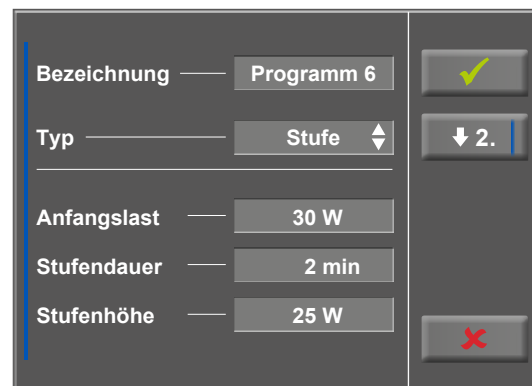 Bezeichnung Programm 6
Typ Stufe
2.
Anfangslast 30 W
Stufendauer 2 min
Stufenhöhe 25 W